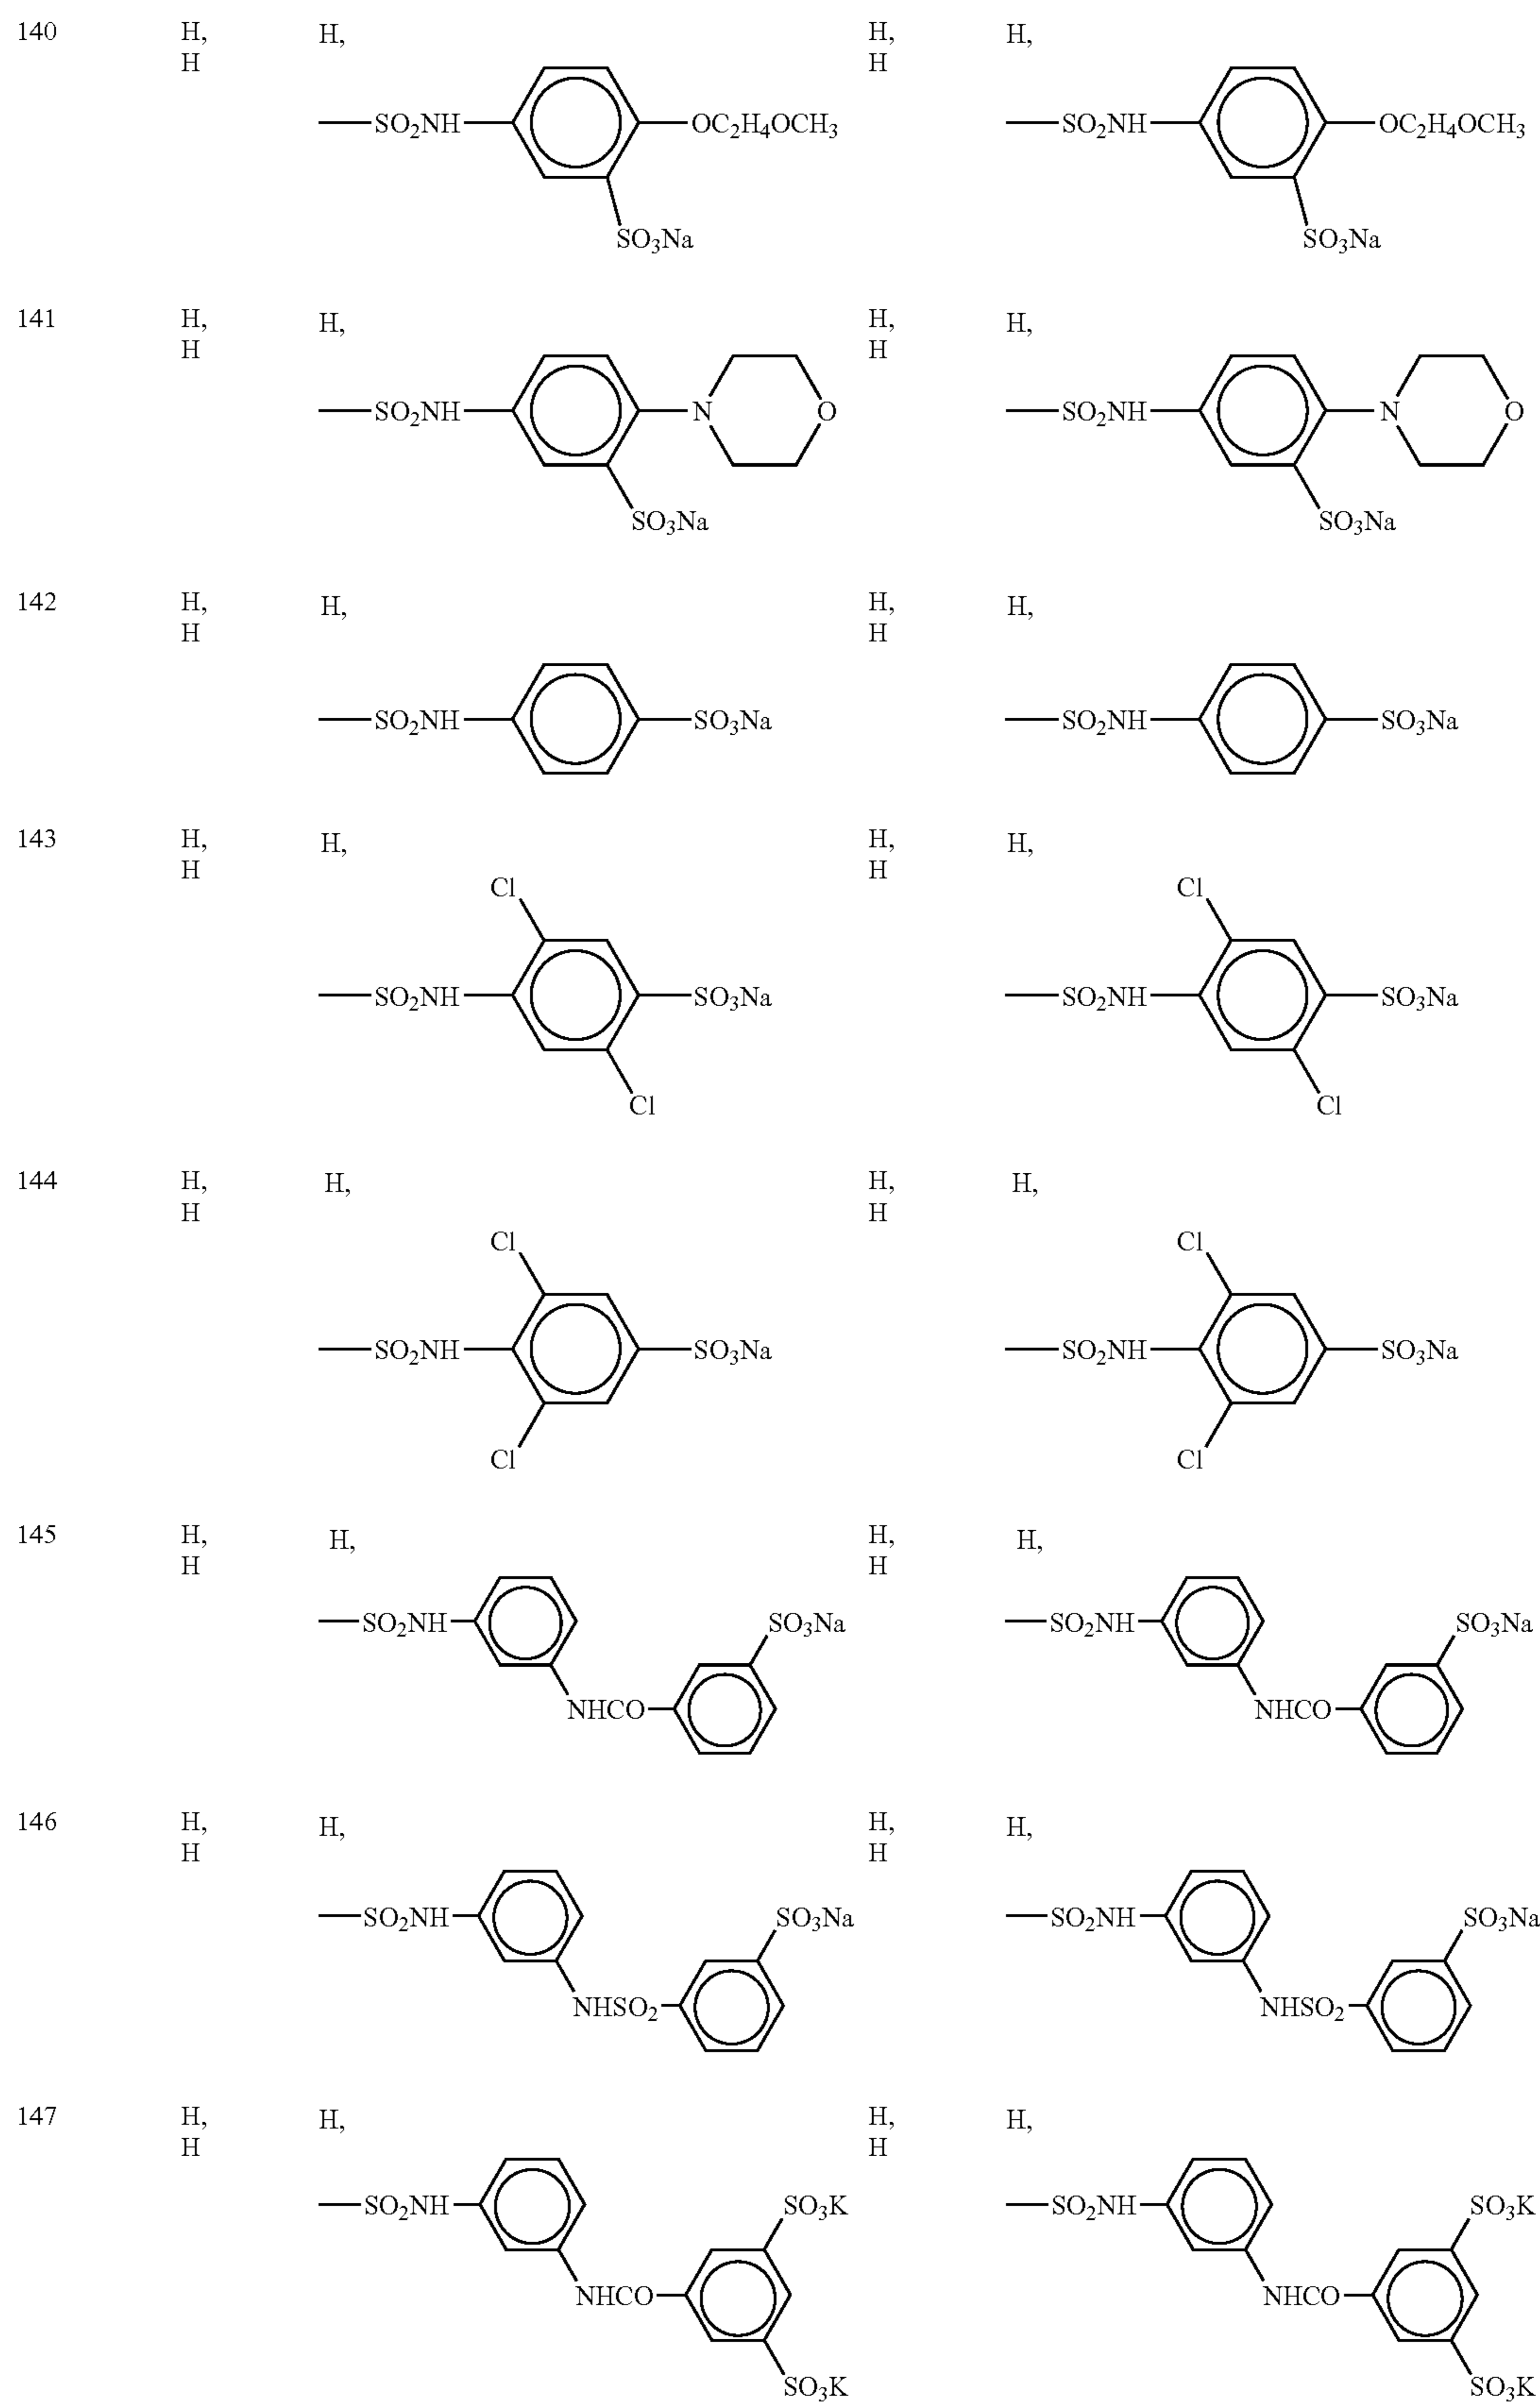 140 H, H, H, H,
H H
—SO₂NH OC₂H₄OCH₃ —SO₂NH OC₂H₄OCH₃
SO₃Na SO₃Na
141 H, H, H, H,
H H
SO₂NH N O SO₂NH N O
SO₃Na SO₃Na
142 H, H, H, H,
H H
SO₂NH SO₃Na SO₂NH SO₃Na
143 H, H, H, H,
H H
Cl Cl
SO₂NH SO₃Na SO₂NH SO₃Na
Cl Cl
144 H, H, H, H,
H H
Cl Cl
SO₂NH SO₃Na SO₂NH SO₃Na
Cl Cl
145 H, H, H, H,
H H
SO₂NH SO₃Na SO₂NH SO₃Na
NHCO NHCO
146 H, H, H, H,
H H
SO₂NH SO₃Na SO₂NH SO₃Na
NHSO₂ NHSO₂
147 H, H, H, H,
H H
SO₂NH SO₃K SO₂NH SO₃K
NHCO NHCO
SO₃K SO₃K